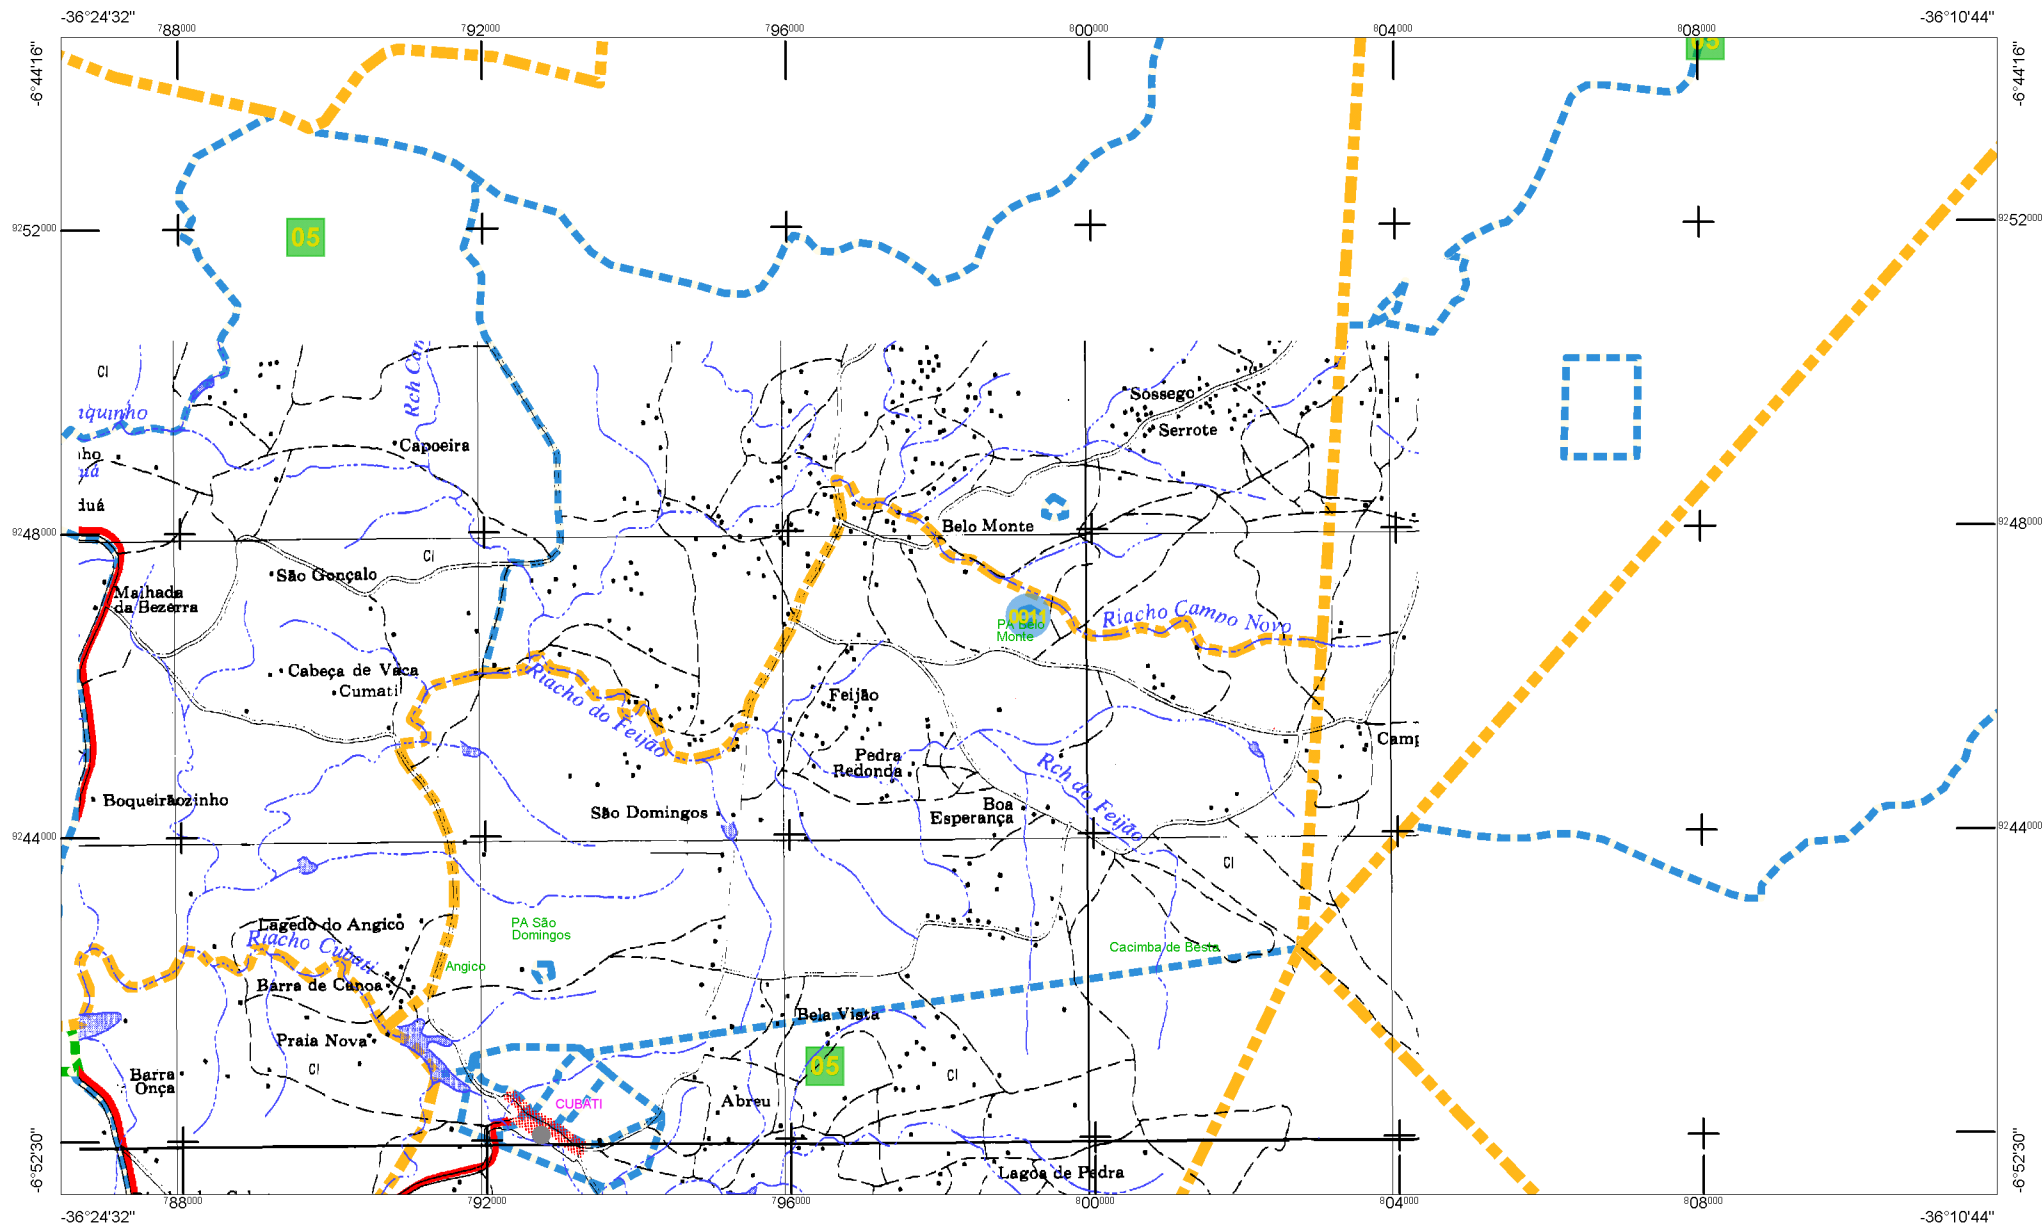 -36°24'32"
788000
792000
796000
800000
804000
808000
-36°10'44"
-6°44'16"
-6°44'16"
05
05
9252000
9252000
CI
Rch Can
iquinho
Sossego
Serrote
Capoeira
ho
uá
duá
Belo Monte
9248000
9248000
CI
São Gonçalo
Malhada
da Bezerra
0011
PA Belo
Monte
Riacho Campo Novo
Cabeça de Vaca
Cumati
Riacho do Feijão
Feijão
Camp
Pedra
Redonda
Rch do Feijão
Boqueirãozinho
São Domingos
Boa
Esperança
9244000
9244000
CI
Lagedo do Angico
PA São
Domingos
Riacho Cubati
Cacimba de Besta
Angico
Barra de Canoa
Bela Vista
Praia Nova
05
CI
CI
Barra
Onça
CUBATI
Abreu
Lagoa de Pedra
-6°52'30"
-6°52'30"
788000
792000
796000
800000
804000
808000
-36°24'32"
-36°10'44"